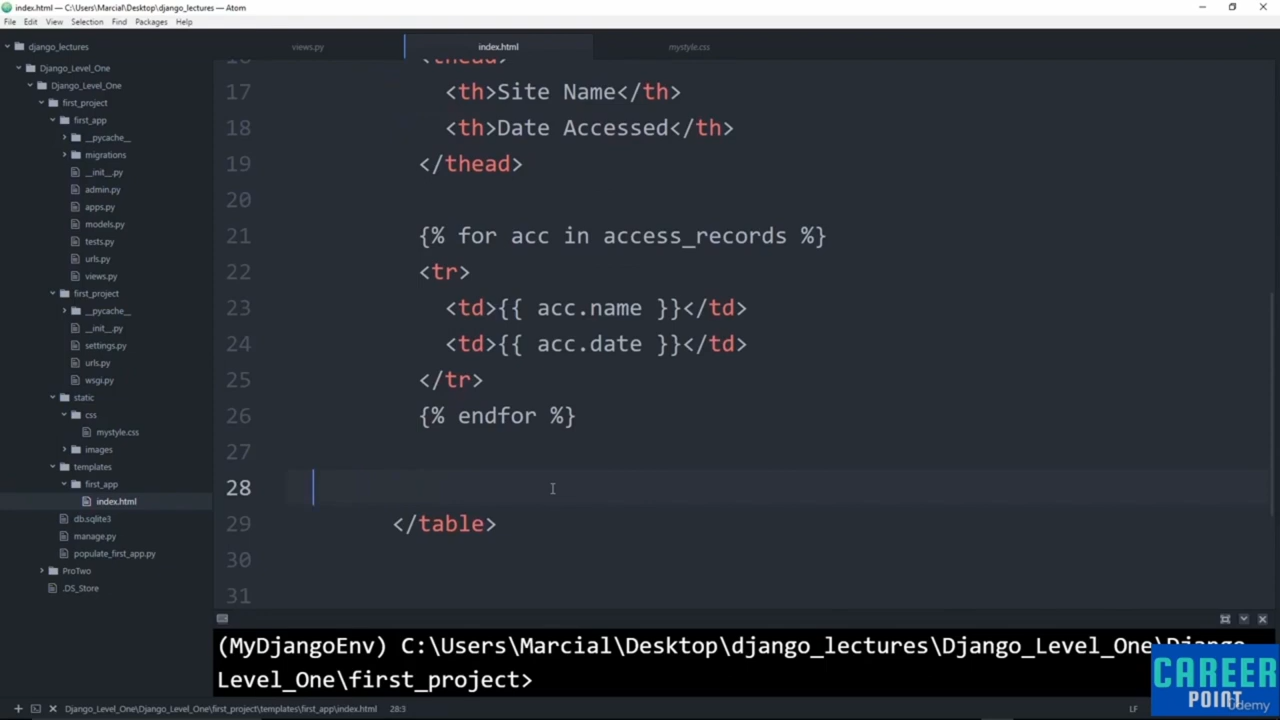 index.html — C:\Users\Marcial\Desktop\django_lectures — Atom
File Edit View Selection Find Packages Help
django_lectures
Django_Level_One
Django_Level_One
first_project
first_app
__pycache__
migrations
__init__.py
admin.py
apps.py
models.py
tests.py
urls.py
views.py
first_project
__pycache__
__init__.py
settings.py
urls.py
wsgi.py
static
css
mystyle.css
images
templates
first_app
index.html
db.sqlite3
manage.py
populate_first_app.py
ProTwo
.DS_Store
views.py index.html mystyle.css
16 <thead>
17 <th>Site Name</th>
18 <th>Date Accessed</th>
19 </thead>
20
21 {% for acc in access_records %}
22 <tr>
23 <td>{{ acc.name }}</td>
24 <td>{{ acc.date }}</td>
25 </tr>
26 {% endfor %}
27
28
29 </table>
30
31
(MyDjangoEnv) C:\Users\Marcial\Desktop\django_lectures\Django_Level_One\Django_
Level_One\first_project>
Django_Level_One\Django_Level_One\first_project\templates\first_app\index.html 28:3 LF
CAREER
POINT
Udemy